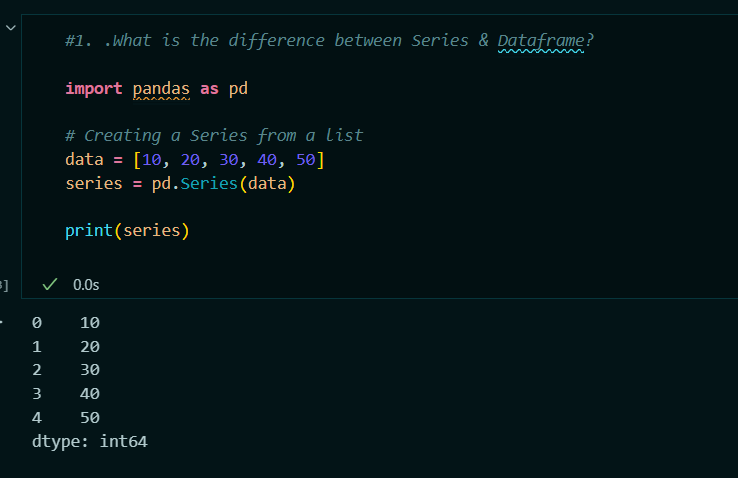 #1. .What is the difference between Series & Dataframe?
import pandas as pd
# Creating a Series from a list
data = [10, 20, 30, 40, 50]
series = pd.Series(data)
print(series)
] 0.0s
0 10
1 20
2 30
3 40
4 50
dtype: int64